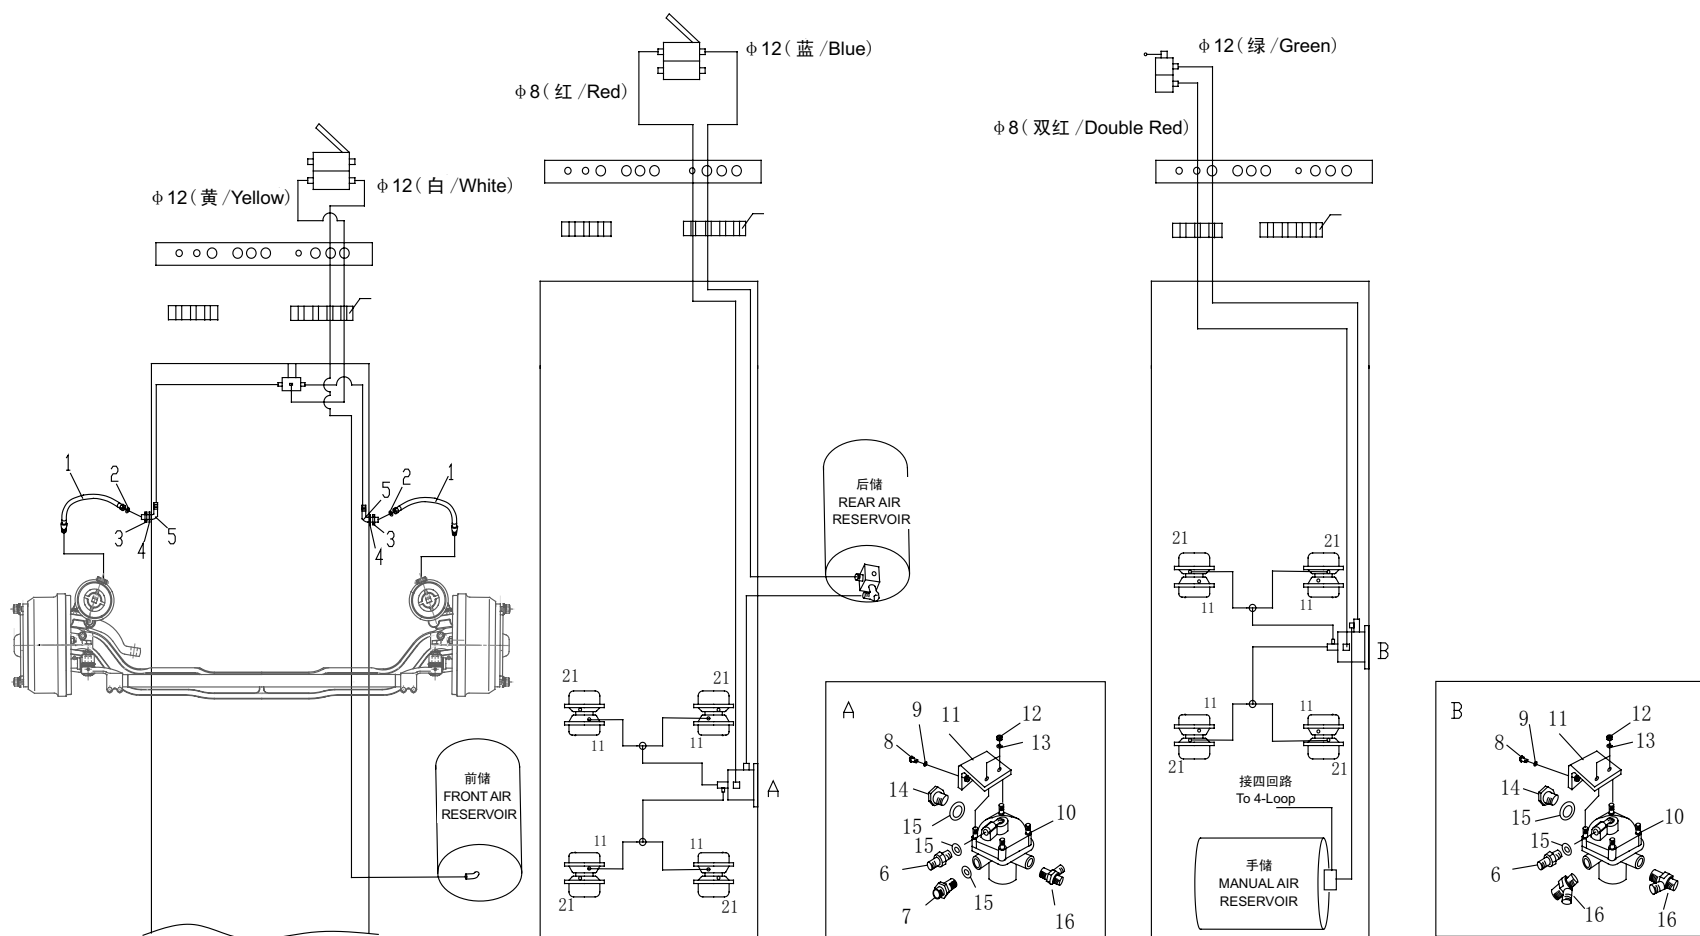 φ12(黄/Yellow)
φ12(白/White)
1
2
3
4
5
5
2
1
3
4
前储
FRONT AIR
RESERVOIR
φ8(红/Red)
φ12(蓝/Blue)
后储
REAR AIR
RESERVOIR
21
21
11
11
A
11
11
21
21
A
8
9
11
12
13
14
15
10
15
6
7
15
16
φ12(绿/Green)
φ8(双红/Double Red)
21
21
11
11
B
11
11
21
21
接四回路
To 4-Loop
手储
MANUAL AIR
RESERVOIR
B
8
9
11
12
13
14
15
10
15
6
16
16